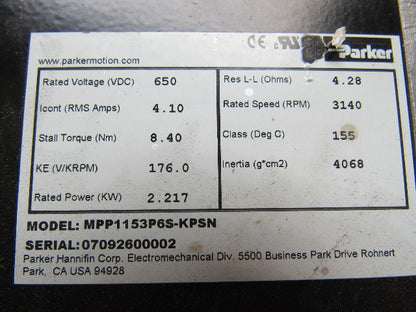 CE Parker
www.parkermotion.com
Rated Voltage (VDC) 650 Res L-L (Ohms) 4.28
Icont (RMS Amps) 4.10 Rated Speed (RPM) 3140
Stall Torque (Nm) 8.40 Class (Deg C) 155
KE (V/KRPM) 176.0 Inertia (g*cm2) 4068
Rated Power (KW) 2.217
MODEL: MPP1153P6S-KPSN
SERIAL: 07092600002
Parker Hannifin Corp. Electromechanical Div. 5500 Business Park Drive Rohnert
Park, CA USA 94928